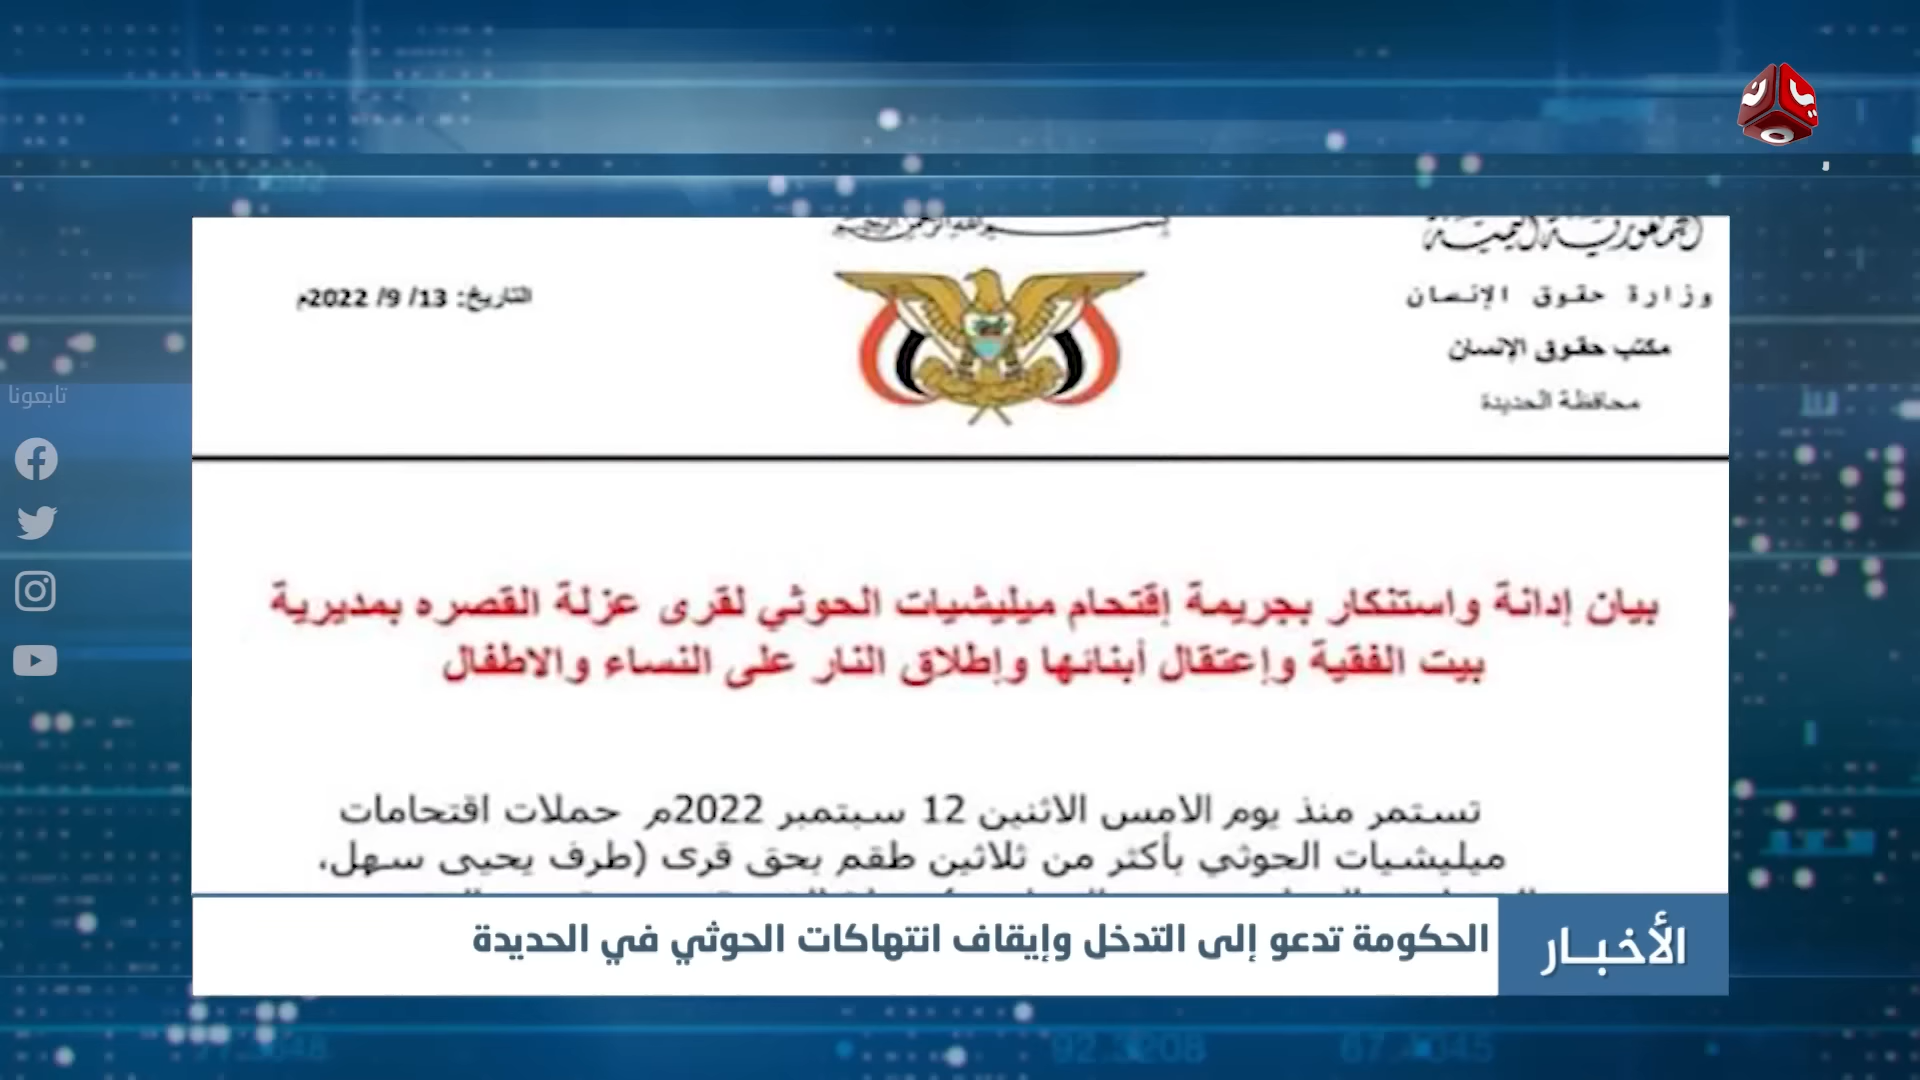 بسم الله الرحمن الرحيم
الجمهورية اليمنية
وزارة حقوق الإنسان
مكتب حقوق الإنسان
محافظة الحديدة
التاريخ: 13/ 9/ 2022م
بيان إدانة واستنكار بجريمة إقتحام ميليشيات الحوثي لقرى عزلة القصره بمديرية
بيت الفقية وإعتقال أبنائها وإطلاق النار على النساء والاطفال
تستمر منذ يوم الامس الاثنين 12 سبتمبر 2022م حملات اقتحامات
ميليشيات الحوثي بأكثر من ثلاثين طقم بحق قرى (طرف يحيى سهل،
الأخبار
الحكومة تدعو إلى التدخل وإيقاف انتهاكات الحوثي في الحديدة
تابعونا